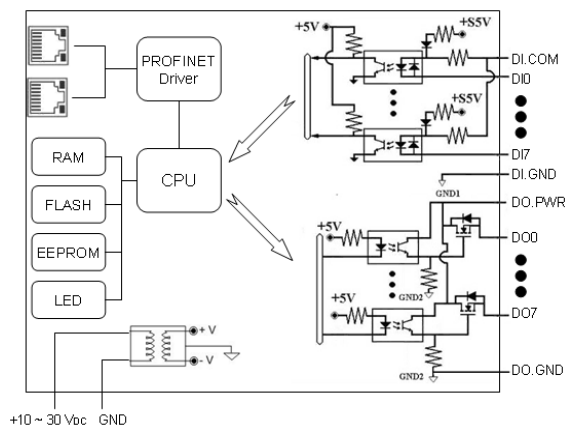 +5V
+S5V
PROFINET
Driver
DI.COM
DI0
+S5V
RAM
CPU
DI7
FLASH
DI.GND
GND1
DO.PWR
+5V
DO0
EEPROM
GND2
LED
+5V
DO7
+ V
- V
GND2
DO.GND
+10 ~ 30 VDC GND